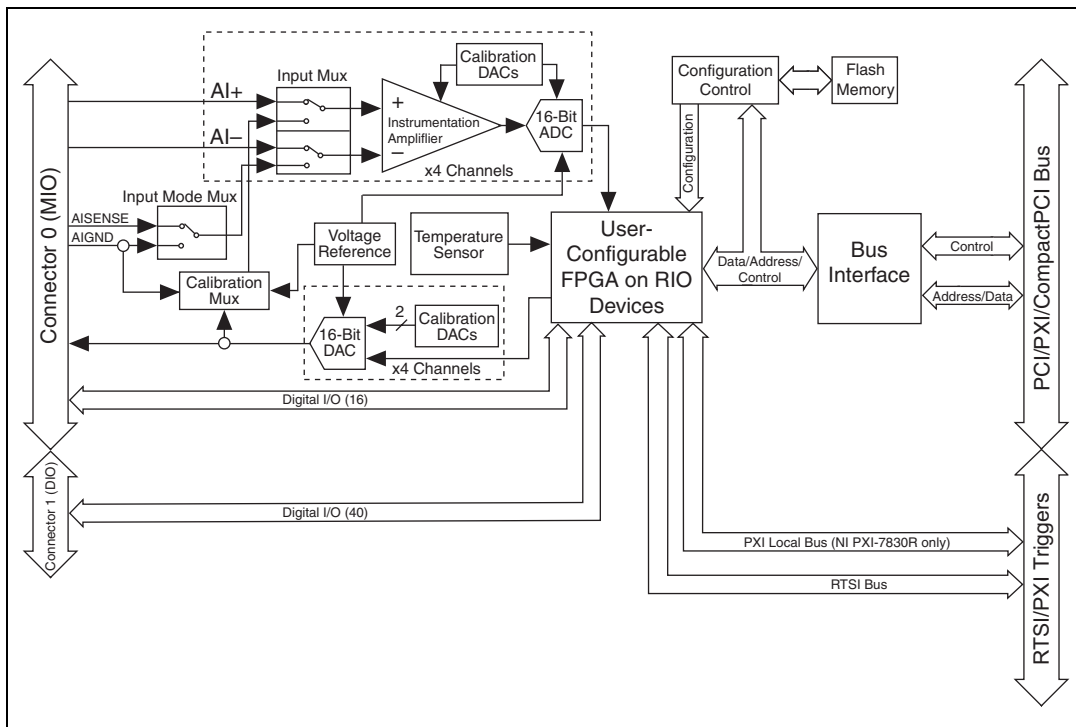 Connector 0 (MIO)
Connector 1 (DIO)
AI+
AI–
Input Mux
+
–
Instrumentation
Ampliflier
Calibration
DACs
16-Bit
ADC
x4 Channels
Input Mode Mux
AISENSE
AIGND
Calibration
Mux
Voltage
Reference
Temperature
Sensor
16-Bit
DAC
2
Calibration
DACs
x4 Channels
User-
Configurable
FPGA on RIO
Devices
Configuration
Control
Flash
Memory
Configuration
Data/Address/
Control
Bus
Interface
Control
Address/Data
PCI/PXI/CompactPCI Bus
Digital I/O (16)
Digital I/O (40)
PXI Local Bus (NI PXI-7830R only)
RTSI Bus
RTSI/PXI Triggers